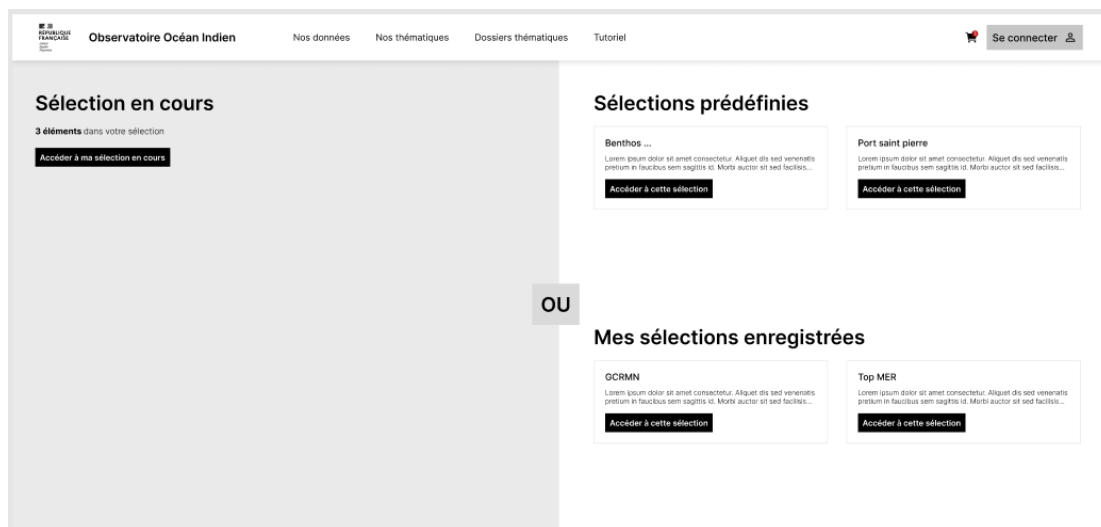 RÉPUBLIQUE
FRANÇAISE
Observatoire Océan Indien
Nos données
Nos thématiques
Dossiers thématiques
Tutoriel
Se connecter
Sélection en cours
3 éléments dans votre sélection
Accéder à ma sélection en cours
OU
Sélections prédéfinies
Benthos ...
Lorem ipsum dolor sit amet consectetur. Aliquet dis sed venenatis
pretium in faucibus sem sagittis id. Morbi auctor sit sed facilisis...
Accéder à cette sélection
Port saint pierre
Lorem ipsum dolor sit amet consectetur. Aliquet dis sed venenatis
pretium in faucibus sem sagittis id. Morbi auctor sit sed facilisis...
Accéder à cette sélection
Mes sélections enregistrées
GCRMN
Lorem ipsum dolor sit amet consectetur. Aliquet dis sed venenatis
pretium in faucibus sem sagittis id. Morbi auctor sit sed facilisis...
Accéder à cette sélection
Top MER
Lorem ipsum dolor sit amet consectetur. Aliquet dis sed venenatis
pretium in faucibus sem sagittis id. Morbi auctor sit sed facilisis...
Accéder à cette sélection